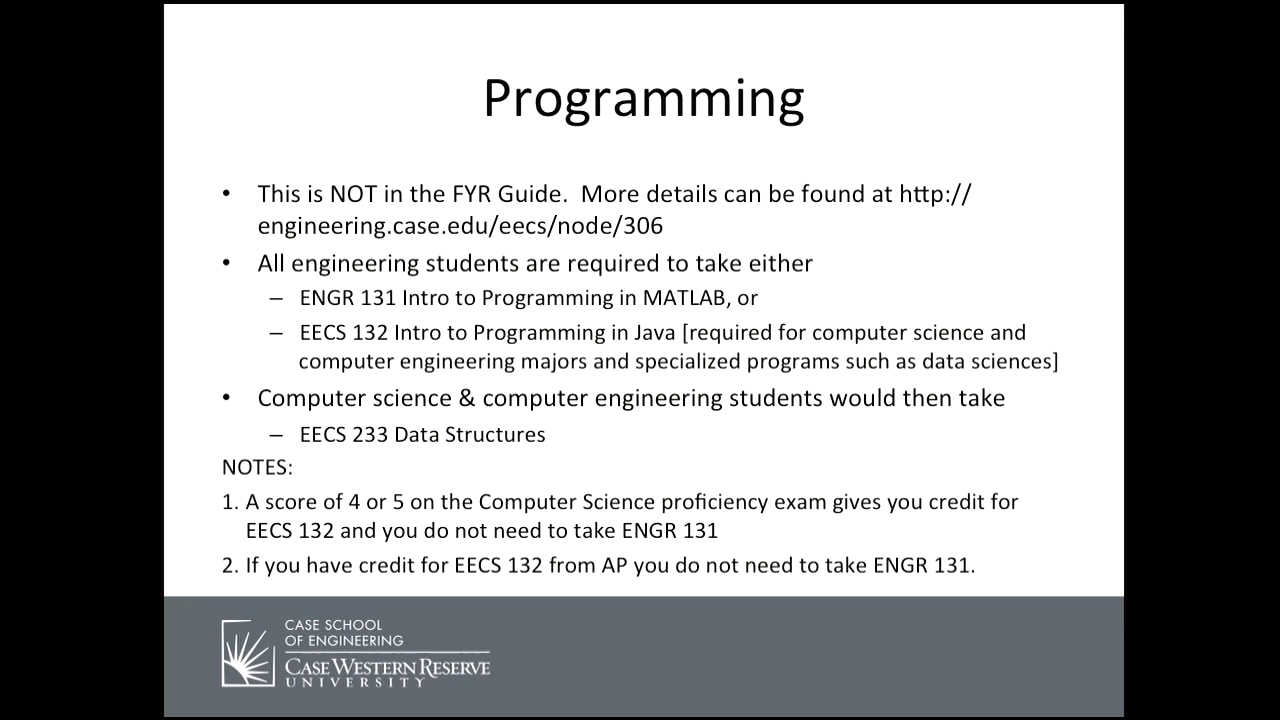 Programming
• This is NOT in the FYR Guide.  More details can be found at http://
engineering.case.edu/eecs/node/306
• All engineering students are required to take either
– ENGR 131 Intro to Programming in MATLAB, or
– EECS 132 Intro to Programming in Java [required for computer science and
computer engineering majors and specialized programs such as data sciences]
• Computer science & computer engineering students would then take
– EECS 233 Data Structures
NOTES:
1. A score of 4 or 5 on the Computer Science proficiency exam gives you credit for
EECS 132 and you do not need to take ENGR 131
2. If you have credit for EECS 132 from AP you do not need to take ENGR 131.
CASE SCHOOL
OF ENGINEERING
CASE WESTERN RESERVE
UNIVERSITY